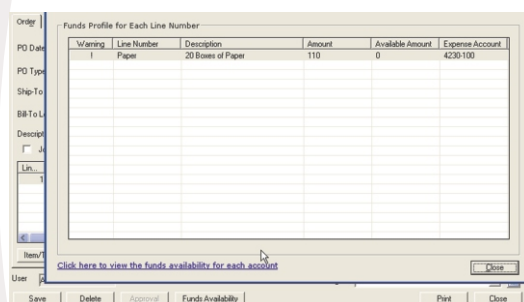 Order
Funds Profile for Each Line Number
Warning Line Number Description Amount Available Amount Expense Account
! Paper 20 Boxes of Paper 110 0 4230-100
PO Date
PO Type
Ship-To
Bill-To L
Descript
Lin...
1
Item/T
Click here to view the funds availability for each account
Close
User
Save Delete Approval Funds Availability Print Close